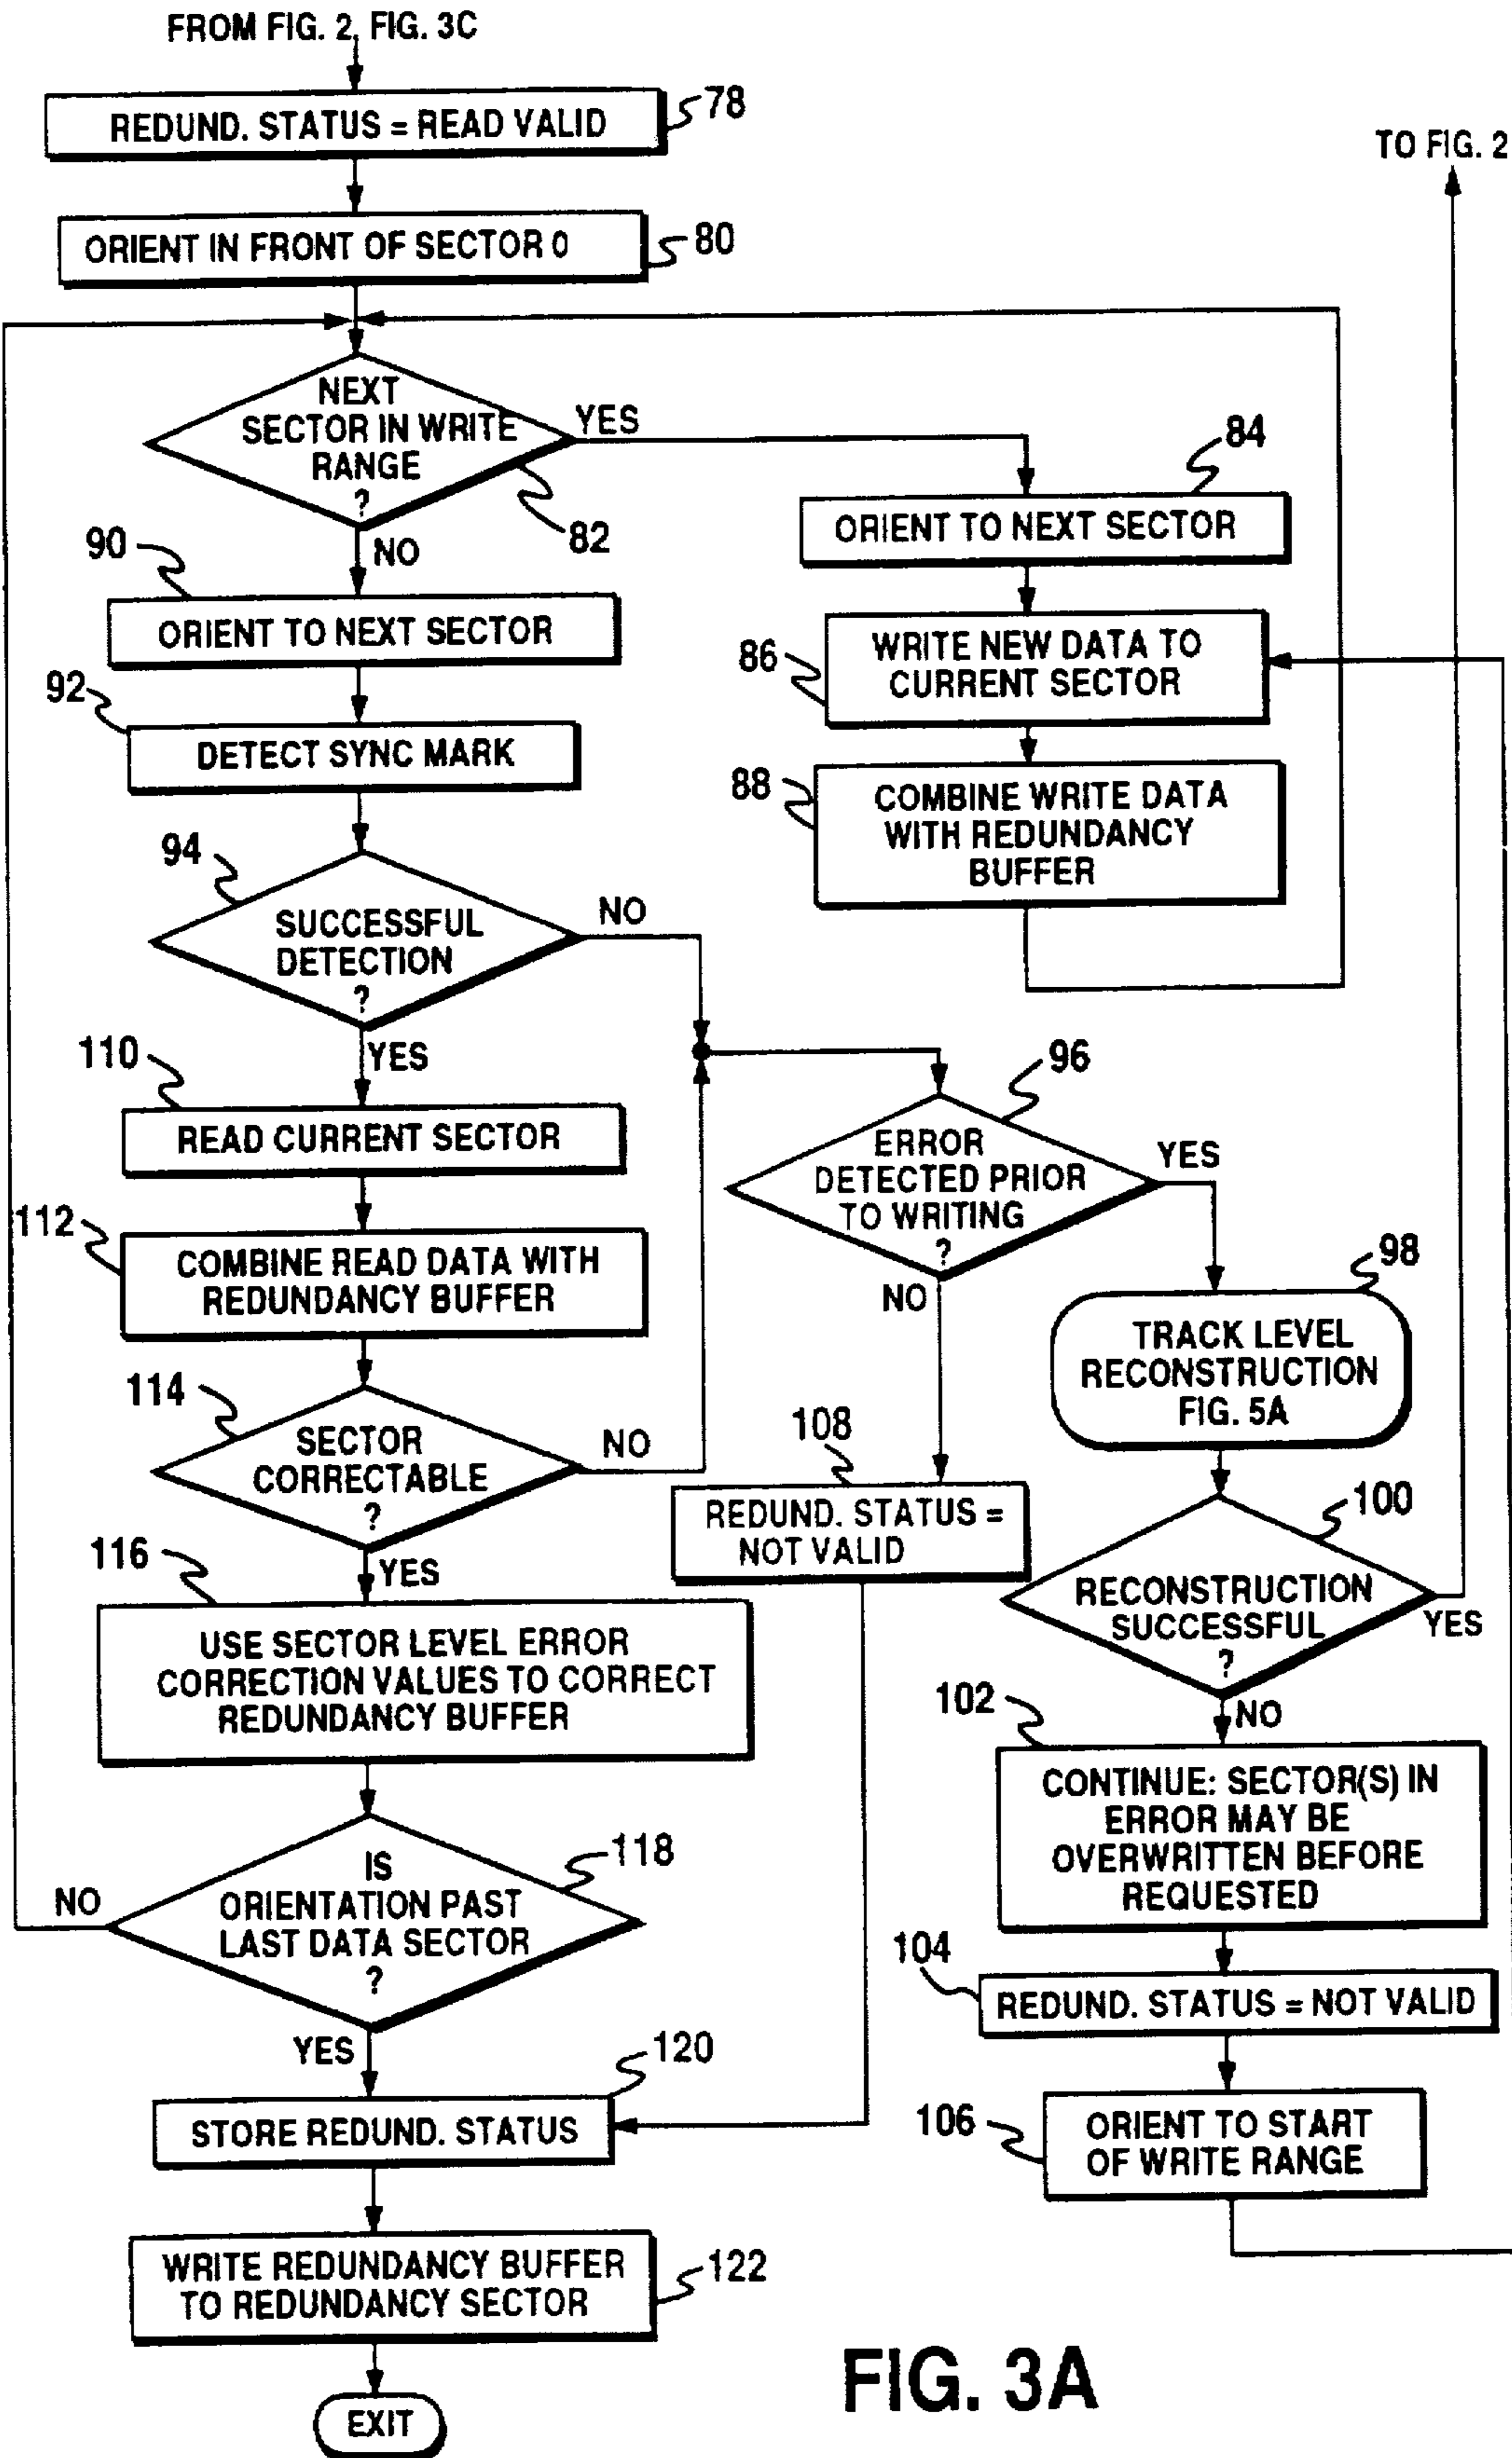 FROM FIG. 2, FIG. 3C
REDUND. STATUS = READ VALID
78
TO FIG. 2
ORIENT IN FRONT OF SECTOR 0
80
NEXT
SECTOR IN WRITE
RANGE
?
YES
82
NO
84
ORIENT TO NEXT SECTOR
90
ORIENT TO NEXT SECTOR
86
WRITE NEW DATA TO
CURRENT SECTOR
92
DETECT SYNC MARK
88
COMBINE WRITE DATA
WITH REDUNDANCY
BUFFER
94
SUCCESSFUL
DETECTION
?
NO
YES
110
READ CURRENT SECTOR
96
ERROR
DETECTED PRIOR
TO WRITING
?
YES
NO
112
COMBINE READ DATA WITH
REDUNDANCY BUFFER
98
TRACK LEVEL
RECONSTRUCTION
FIG. 5A
114
SECTOR
CORRECTABLE
?
NO
YES
108
REDUND. STATUS =
NOT VALID
100
RECONSTRUCTION
SUCCESSFUL
?
YES
NO
116
USE SECTOR LEVEL ERROR
CORRECTION VALUES TO CORRECT
REDUNDANCY BUFFER
102
CONTINUE: SECTOR(S) IN
ERROR MAY BE
OVERWRITTEN BEFORE
REQUESTED
118
IS
ORIENTATION PAST
LAST DATA SECTOR
?
NO
YES
104
REDUND. STATUS = NOT VALID
120
STORE REDUND. STATUS
106
ORIENT TO START
OF WRITE RANGE
WRITE REDUNDANCY BUFFER
TO REDUNDANCY SECTOR
122
EXIT
FIG. 3A